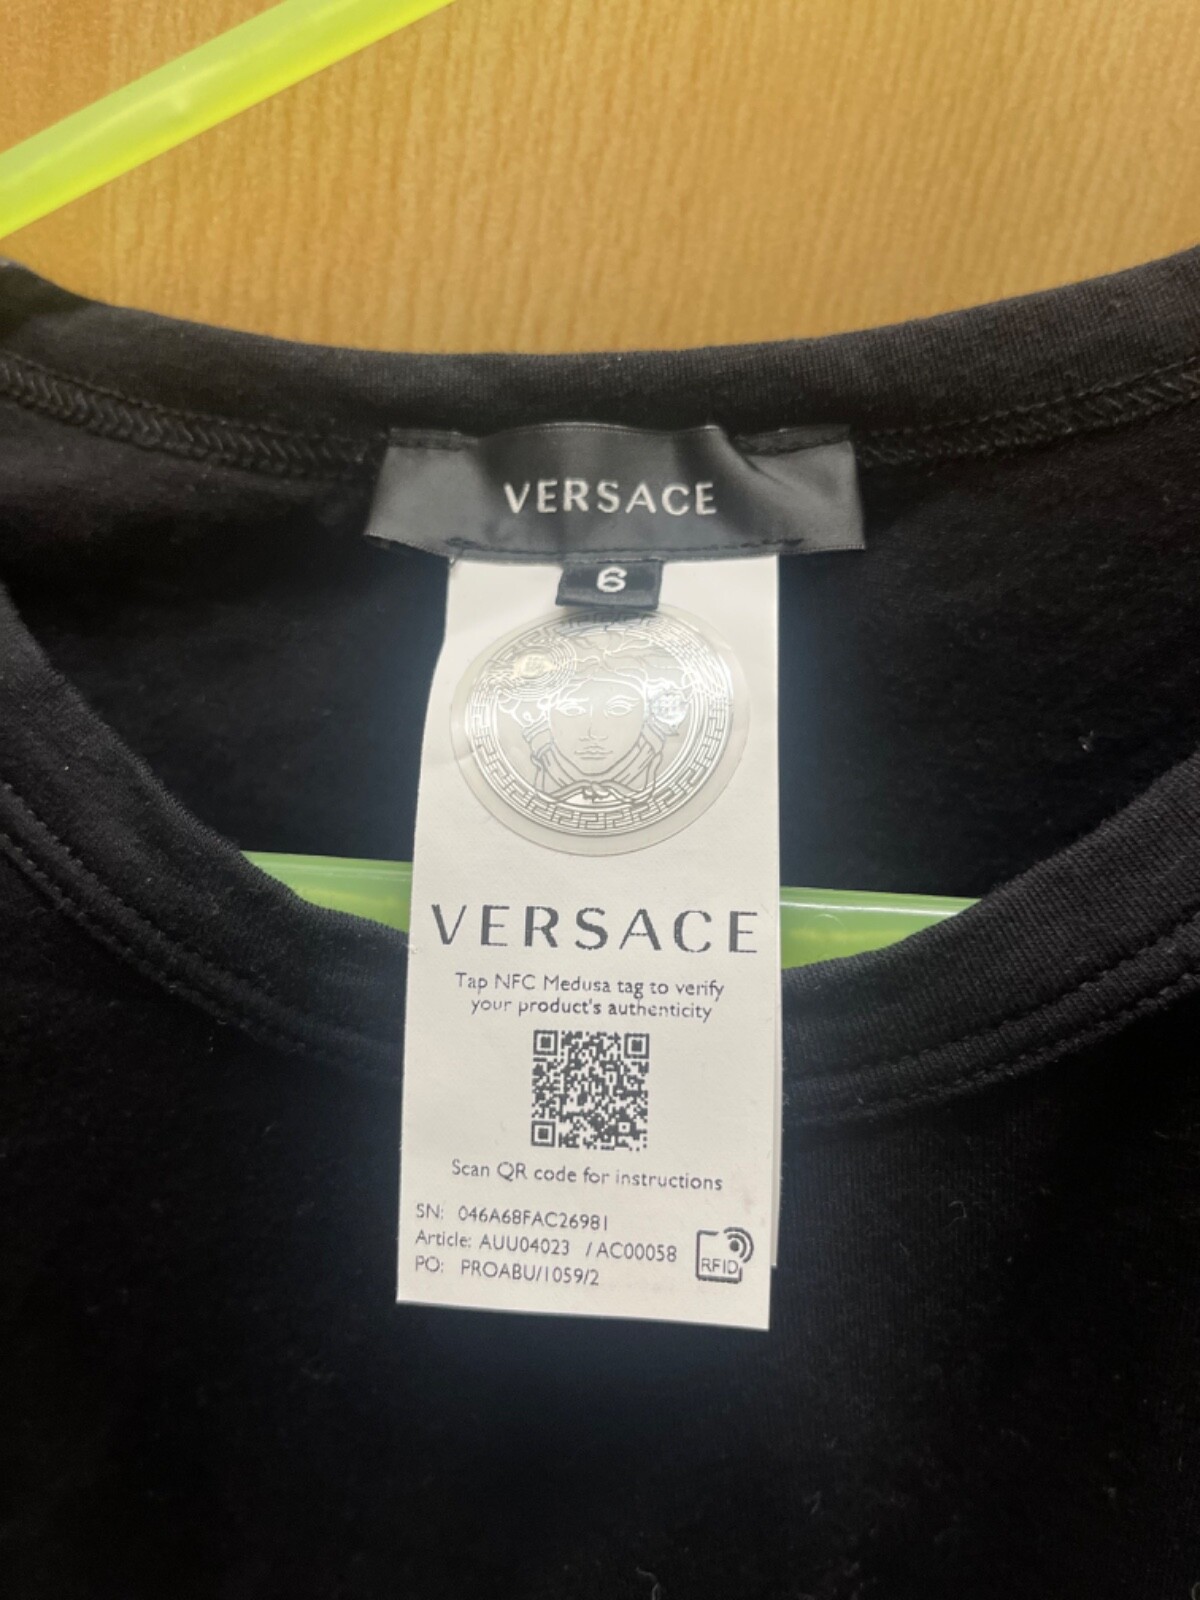 VERSACE
6
VERSACE
Tap NFC Medusa tag to verify
your product's authenticity
Scan QR code for instructions
SN: 046A68FAC26981
Article: AUU04023 /AC00058
PO: PROABU/1059/2
RFID